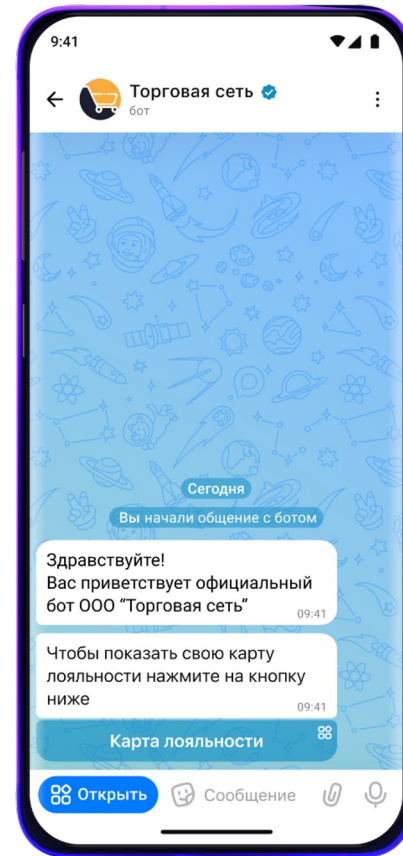 9:41
Торговая сеть
бот
Сегодня
Вы начали общение с ботом
Здравствуйте!
Вас приветствует официальный
бот ООО “Торговая сеть”
09:41
Чтобы показать свою карту
лояльности нажмите на кнопку
ниже
09:41
Карта лояльности
Открыть
Сообщение